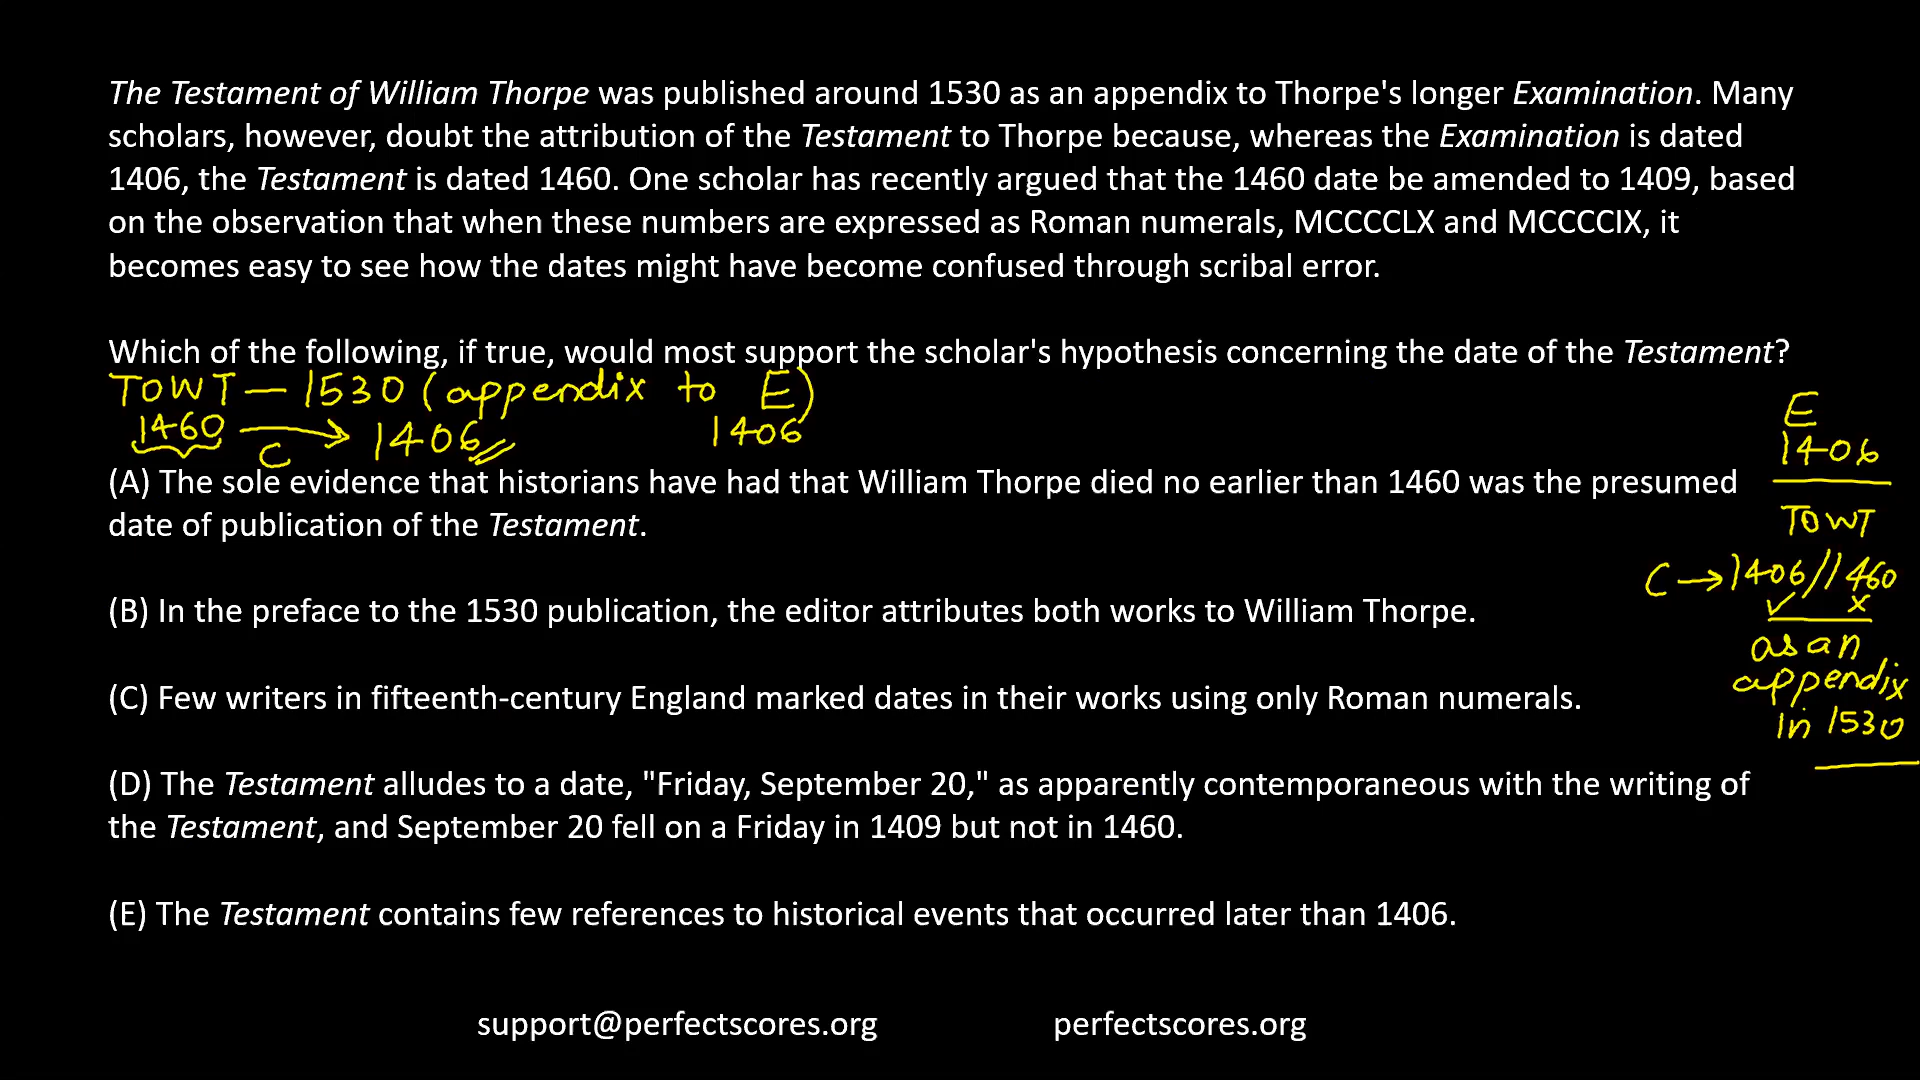 The Testament of William Thorpe was published around 1530 as an appendix to Thorpe's longer Examination. Many
scholars, however, doubt the attribution of the Testament to Thorpe because, whereas the Examination is dated
1406, the Testament is dated 1460. One scholar has recently argued that the 1460 date be amended to 1409, based
on the observation that when these numbers are expressed as Roman numerals, MCCCCLX and MCCCCIX, it
becomes easy to see how the dates might have become confused through scribal error.
Which of the following, if true, would most support the scholar's hypothesis concerning the date of the Testament?
TOWT — 1530 (appendix to E)
1460 → 1406 1406
C
(A) The sole evidence that historians have had that William Thorpe died no earlier than 1460 was the presumed
date of publication of the Testament.
(B) In the preface to the 1530 publication, the editor attributes both works to William Thorpe.
(C) Few writers in fifteenth-century England marked dates in their works using only Roman numerals.
(D) The Testament alludes to a date, "Friday, September 20," as apparently contemporaneous with the writing of
the Testament, and September 20 fell on a Friday in 1409 but not in 1460.
(E) The Testament contains few references to historical events that occurred later than 1406.
E
1406
TOWT
C → 1406 // 1460
✓ x
as an
appendix
in 1530
support@perfectscores.org perfectscores.org